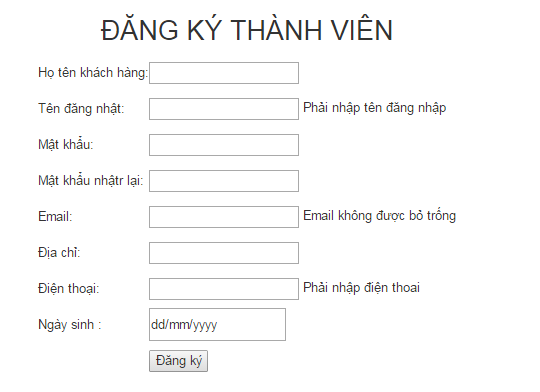 ĐĂNG KÝ THÀNH VIÊN
Họ tên khách hàng:
Tên đăng nhật: Phải nhập tên đăng nhập
Mật khẩu:
Mật khẩu nhậtr lại:
Email: Email không được bỏ trống
Địa chỉ:
Điện thoại: Phải nhập điện thoai
Ngày sinh : dd/mm/yyyy
Đăng ký